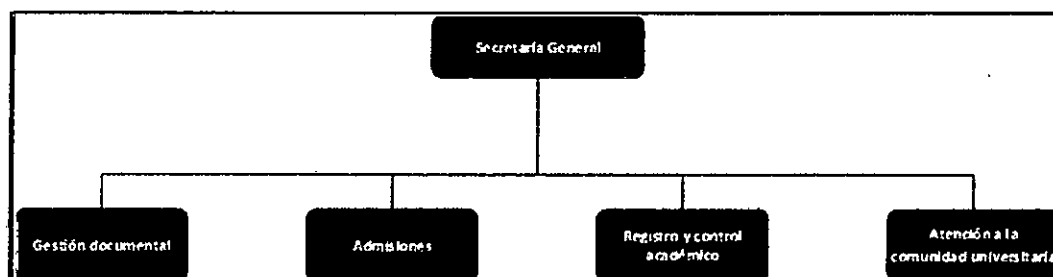 Secretaría General
Gestión documental
Admisiones
Registro y control
académico
Atención a la
comunidad universitaria